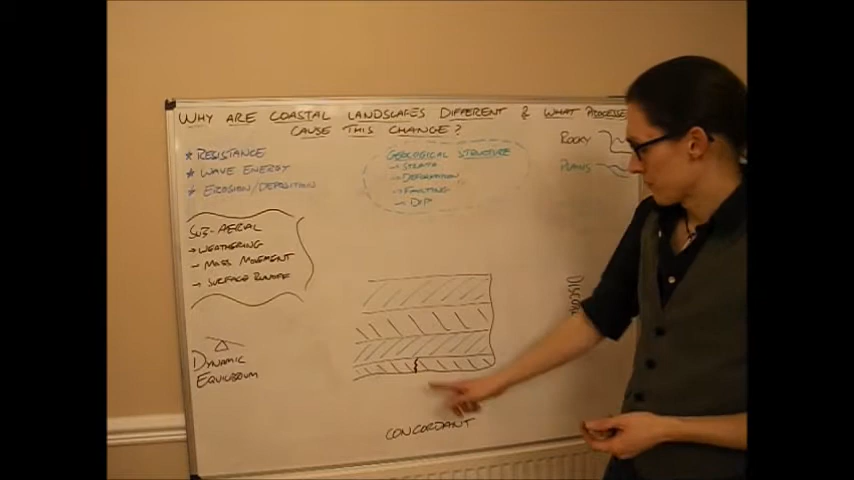 WHY ARE COASTAL LANDSCAPES DIFFERENT & WHAT PROCESSES
CAUSE THIS CHANGE?
* RESISTANCE
* WAVE ENERGY
* EROSION/DEPOSITION
GEOLOGICAL STRUCTURE
→ STRATA
→ DEFORMATION
→ FAULTING
→ DIP
ROCKY
PLAINS
SUB-AERIAL
→ WEATHERING
→ MASS MOVEMENT
→ SURFACE RUNOFF
DYNAMIC
EQUILIBRIUM
CONCORDANT